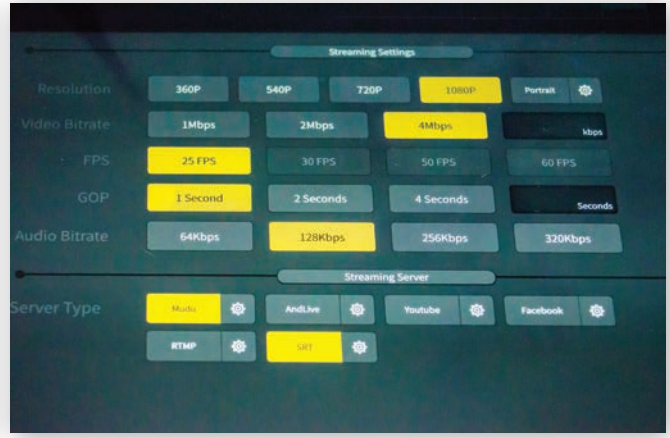 Streaming Settings
Resolution 360P 540P 720P 1080P Portrait
Video Bitrate 1Mbps 2Mbps 4Mbps kbps
FPS 25 FPS 30 FPS 50 FPS 60 FPS
GOP 1 Second 2 Seconds 4 Seconds Seconds
Audio Bitrate 64Kbps 128Kbps 256Kbps 320Kbps
Streaming Server
Server Type Mudu AndLive Youtube Facebook
RTMP SRT